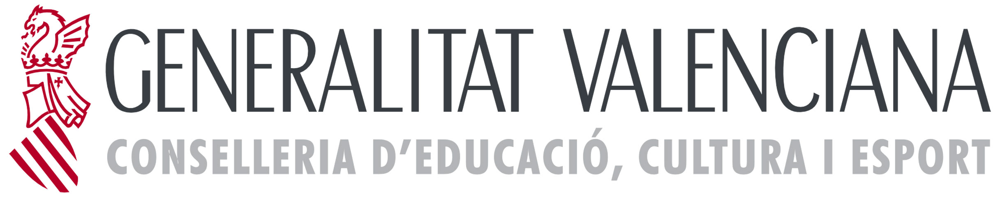 GENERALITAT VALENCIANA
CONSELLERIA D’EDUCACIÓ, CULTURA I ESPORT